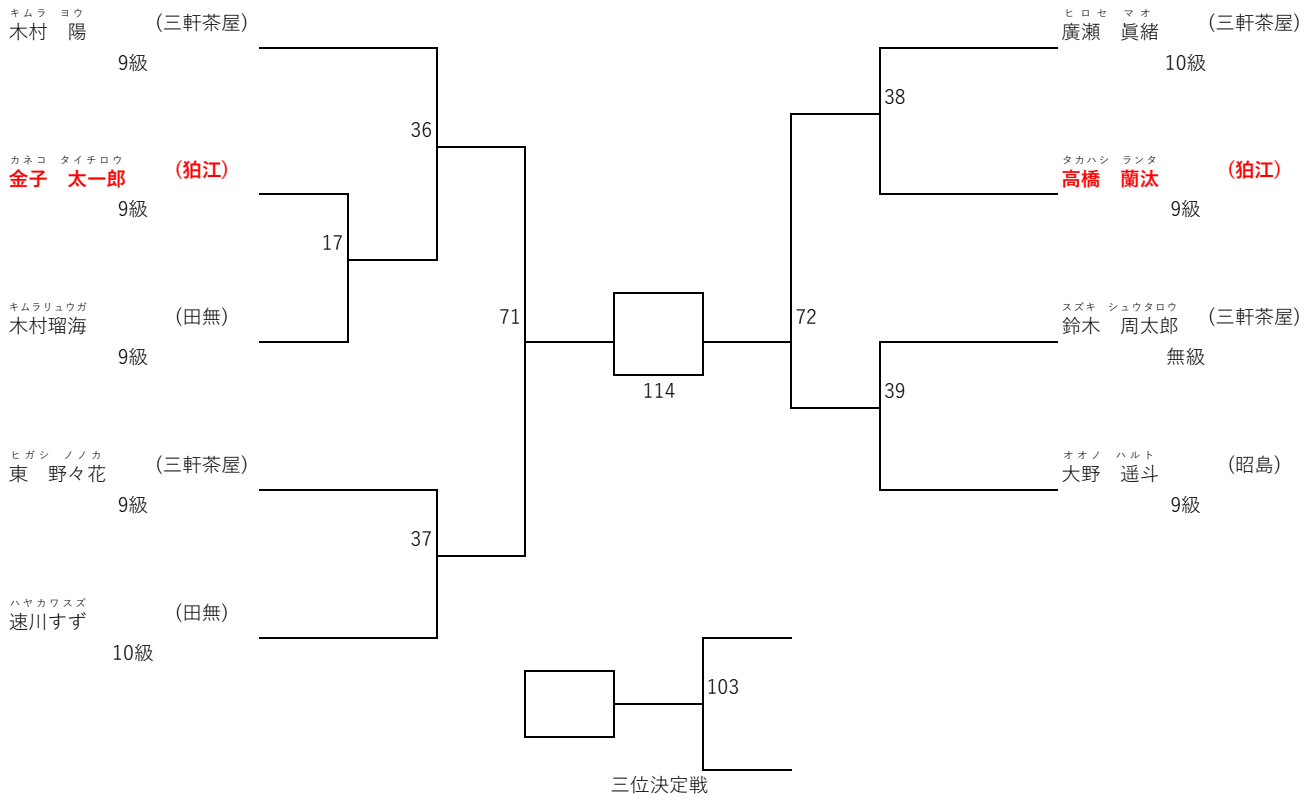 キムラ　ヨウ
木村　陽
(三軒茶屋)
9級
カネコ　タイチロウ
金子　太一郎
(狛江)
9級
キムラリュウガ
木村瑠海
(田無)
9級
ヒガシ　ノノカ
東　野々花
(三軒茶屋)
9級
ハヤカワスズ
速川すず
(田無)
10級
36
17
71
37
114
72
38
39
ヒロセ　マオ
廣瀬　眞緒
(三軒茶屋)
10級
タカハシ　ランタ
高橋　蘭汰
(狛江)
9級
スズキ　シュウタロウ
鈴木　周太郎
(三軒茶屋)
無級
オオノ　ハルト
大野　遥斗
(昭島)
9級
103
三位決定戦